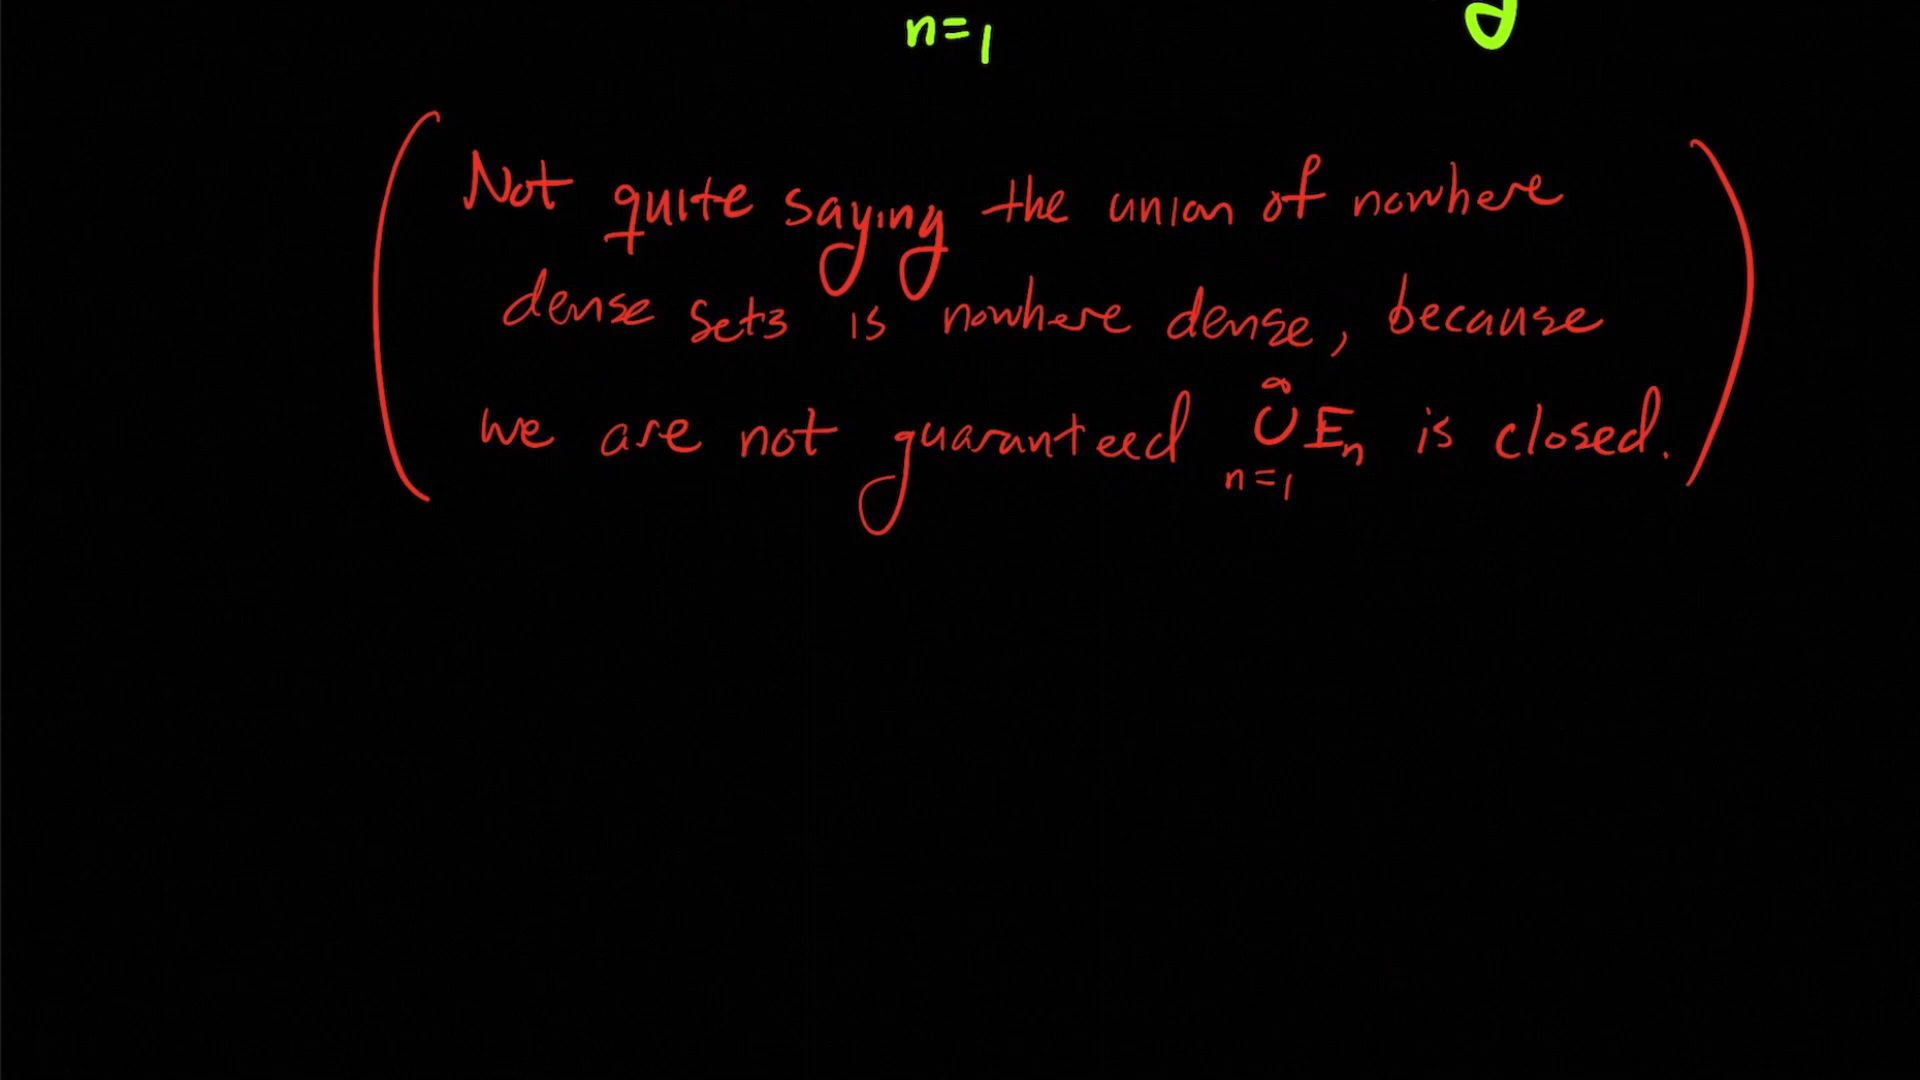 n=1
(Not quite saying the union of nowhere
dense sets is nowhere dense, because
we are not guaranteed ∞⋃n=1 En is closed.)